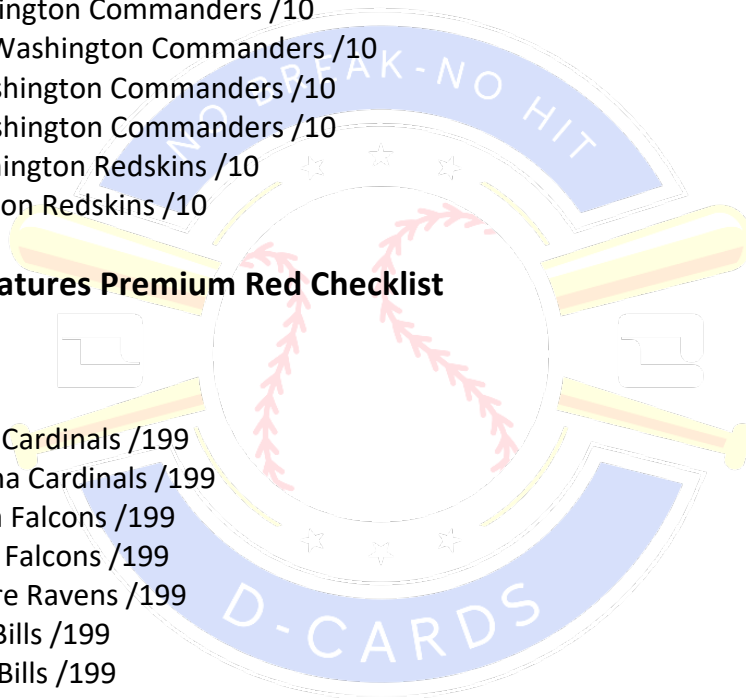 ington Commanders /10
Washington Commanders /10
shington Commanders /10
shington Commanders /10
hington Redskins /10
on Redskins /10
NO BREAK-NO HIT
atures Premium Red Checklist
Cardinals /199
na Cardinals /199
Falcons /199
Falcons /199
re Ravens /199
Bills /199
Bills /199
D-CARDS